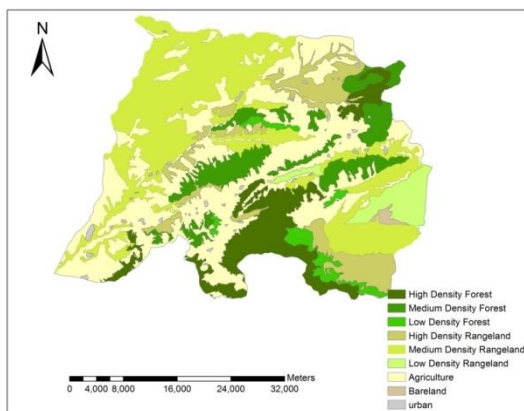 N
High Density Forest
Medium Density Forest
Low Density Forest
High Density Rangeland
Medium Density Rangeland
Low Density Rangeland
Agriculture
Bareland
urban
Meters
0 4,000 8,000 16,000 24,000 32,000